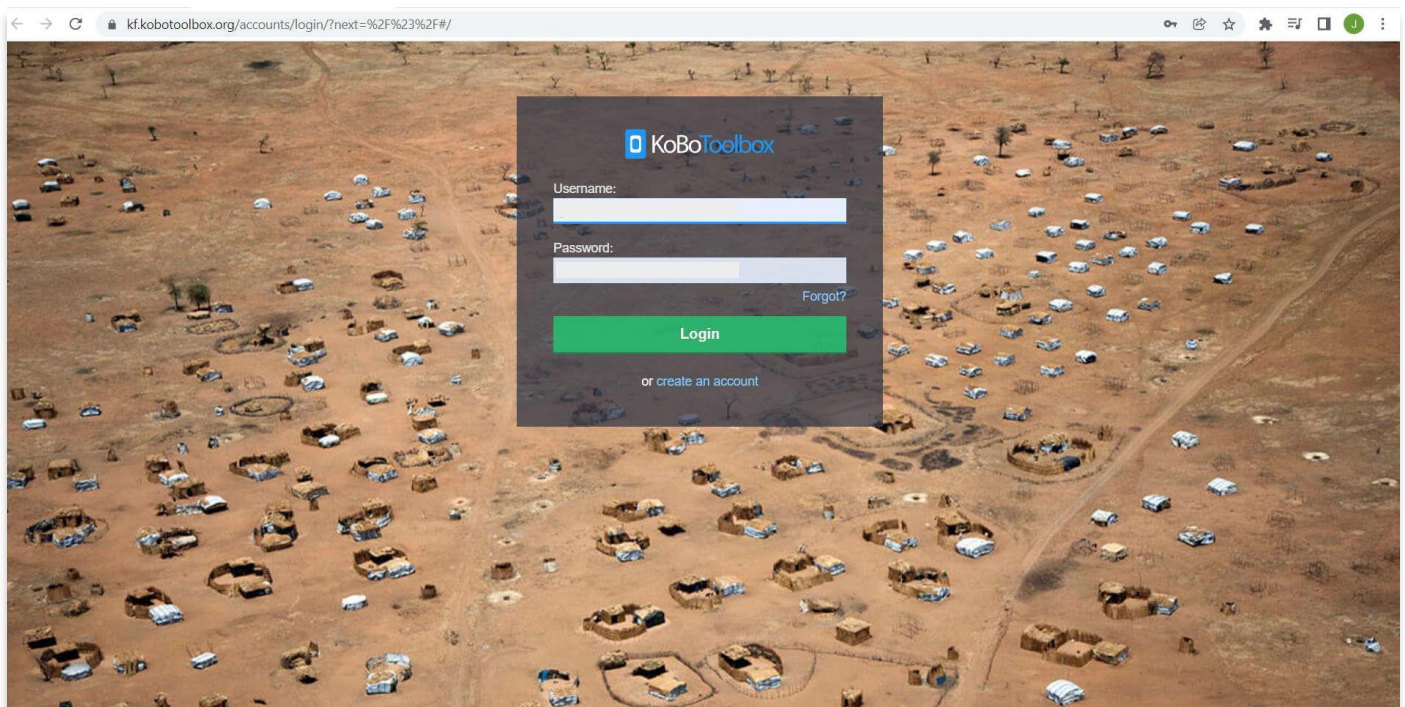 kf.kobotoolbox.org/accounts/login/?next=%2F%23%2F#/
J
KoBoToolbox
Username:
Password:
Forgot?
Login
or create an account